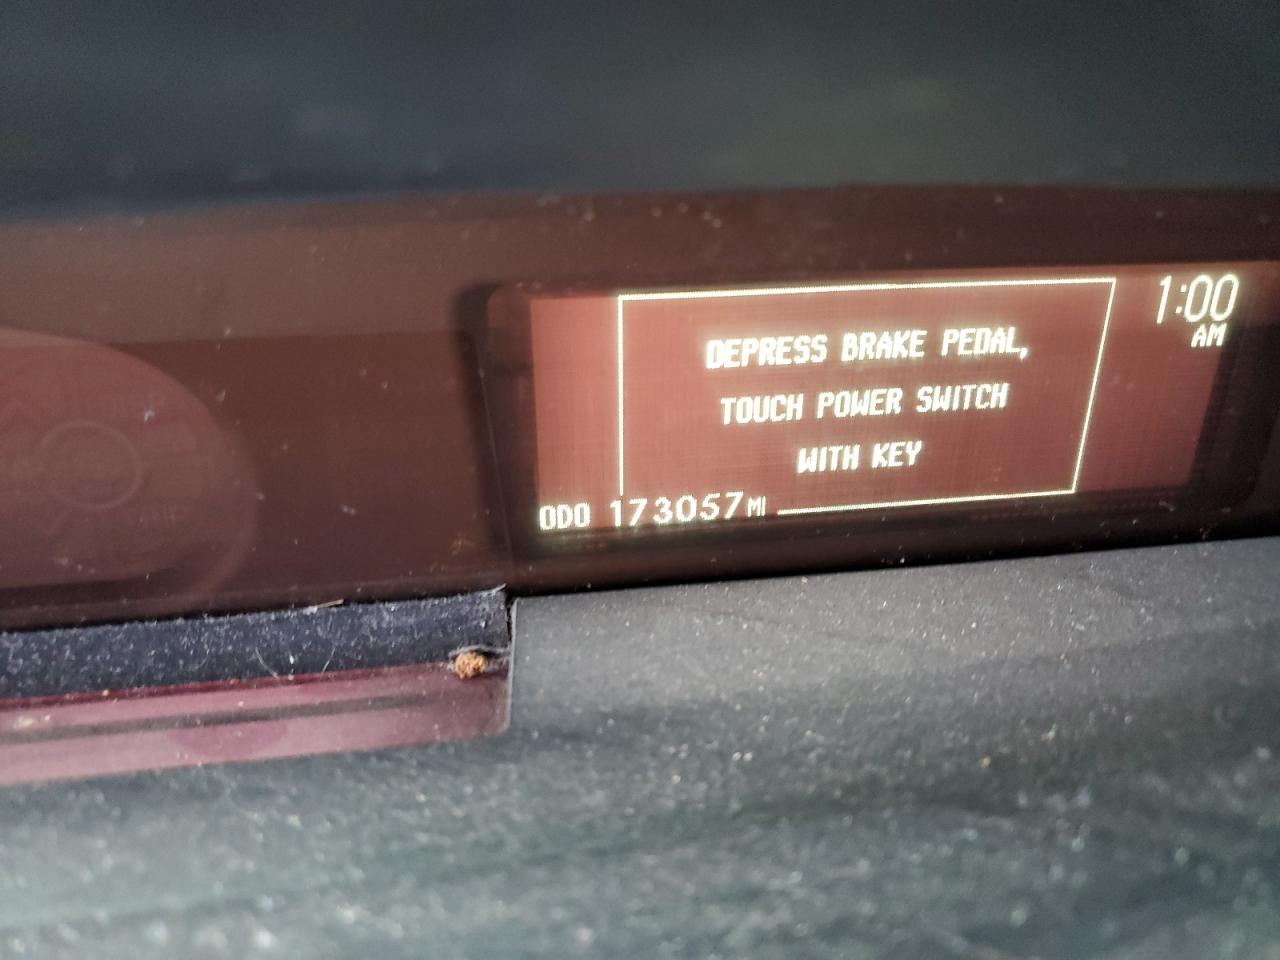 DEPRESS BRAKE PEDAL,
TOUCH POWER SWITCH
WITH KEY
1:00
AM
ODO 173057 MI